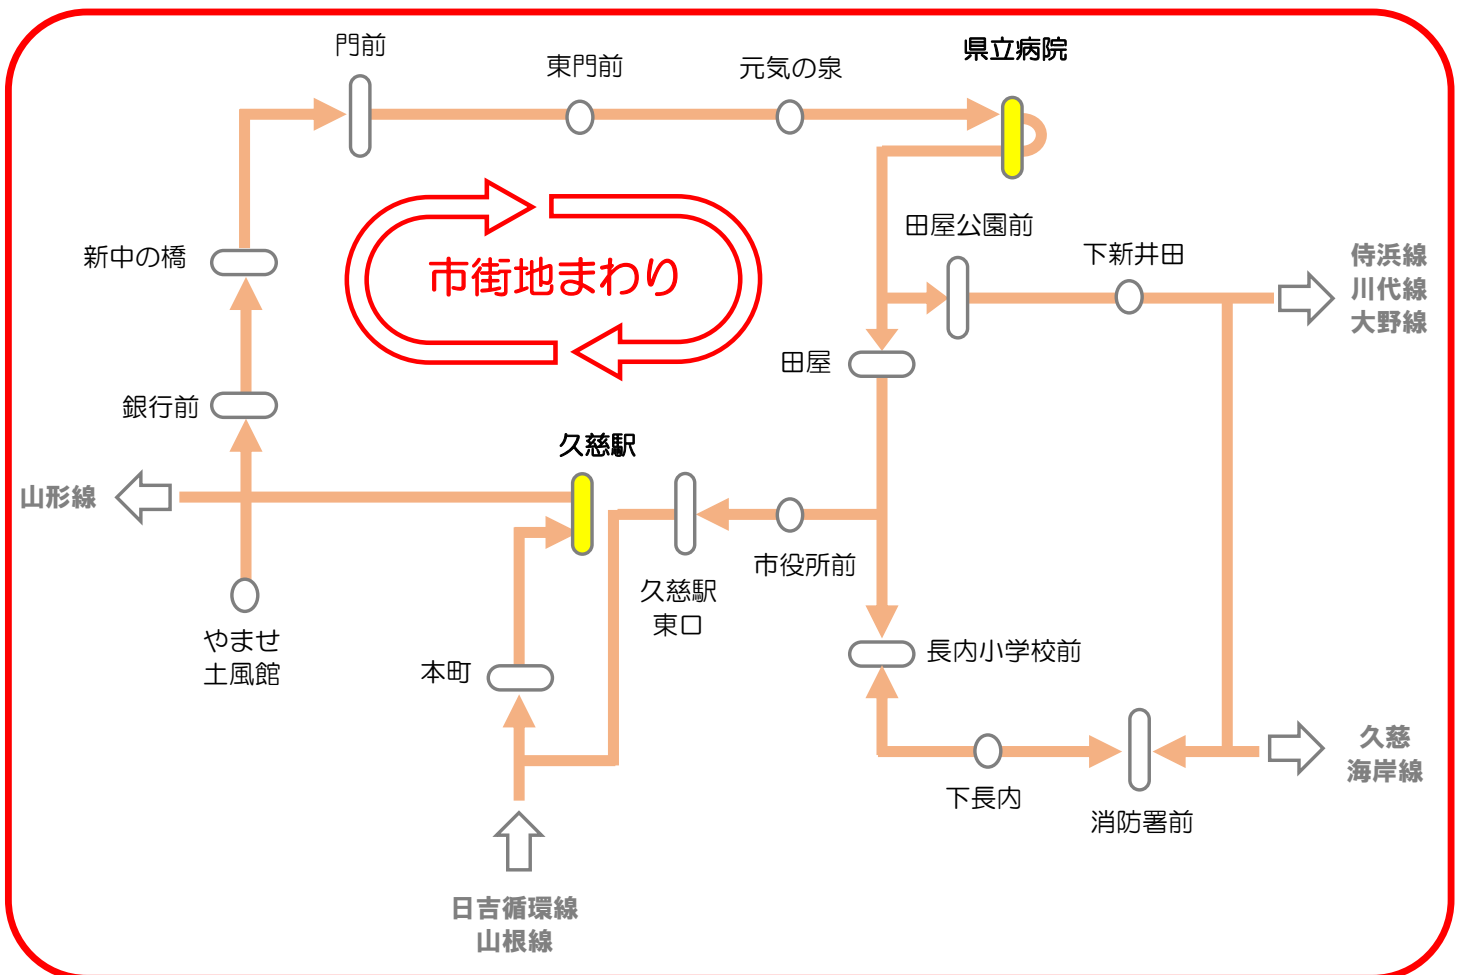 門前
東門前
元気の泉
県立病院
新中の橋
市街地まわり
田屋公園前
下新井田
侍浜線
川代線
大野線
田屋
銀行前
久慈駅
山形線
市役所前
久慈駅
東口
やませ
土風館
本町
長内小学校前
下長内
消防署前
久慈
海岸線
日吉循環線
山根線